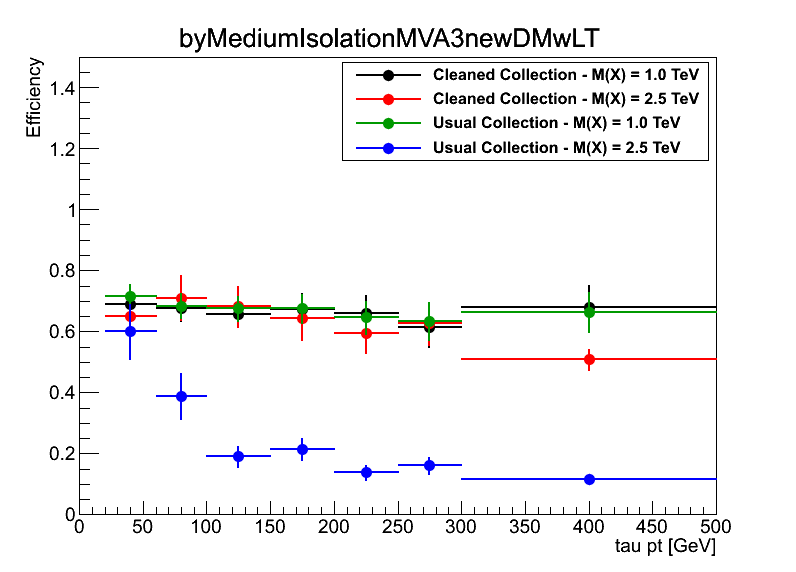 byMediumIsolationMVA3newDMwLT
Efficiency
Cleaned Collection - M(X) = 1.0 TeV
Cleaned Collection - M(X) = 2.5 TeV
Usual Collection - M(X) = 1.0 TeV
Usual Collection - M(X) = 2.5 TeV
1.4
1.2
1
0.8
0.6
0.4
0.2
0
0 50 100 150 200 250 300 350 400 450 500
tau pt [GeV]